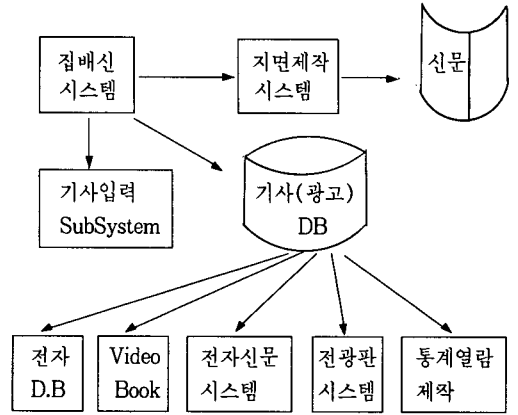 집배신
시스템
지면제작
시스템
신문
기사입력
SubSystem
기사(광고)
DB
전자
D.B
Video
Book
전자신문
시스템
전광판
시스템
통계열람
제작